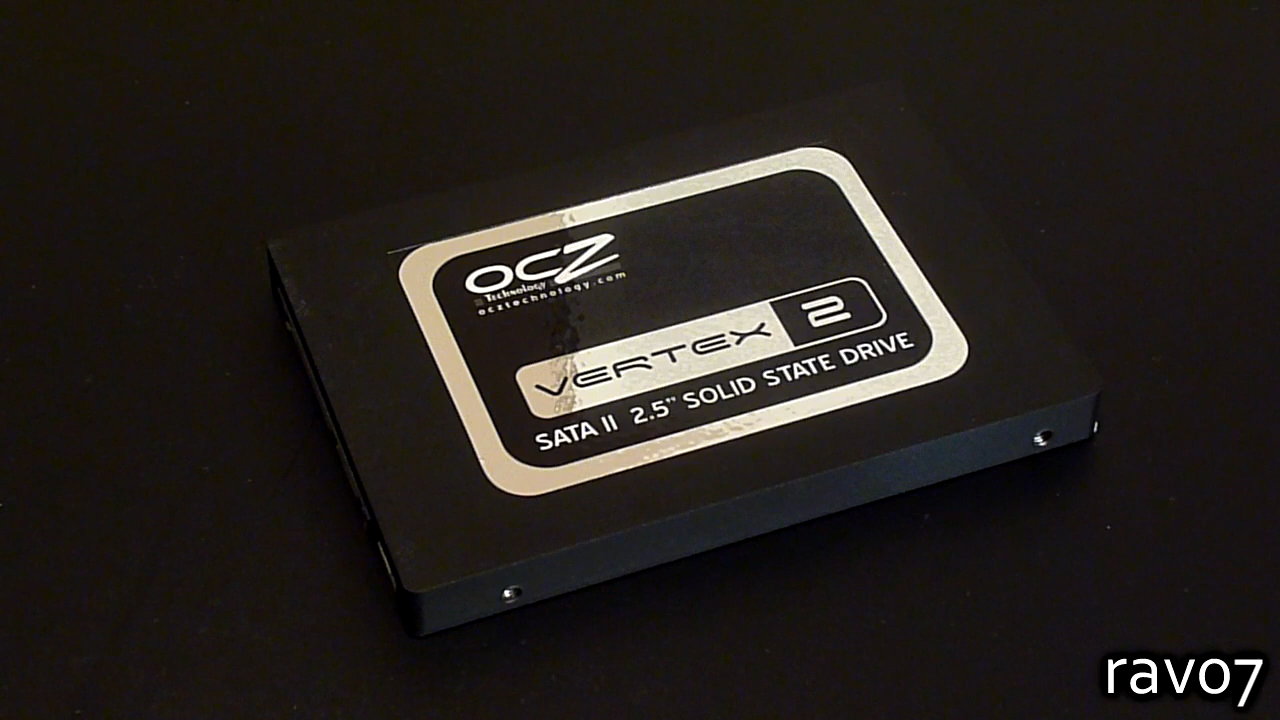 OCZ
Technology
ocztechnology.com
VERTEX 2
SATA II 2.5" SOLID STATE DRIVE
ravo7